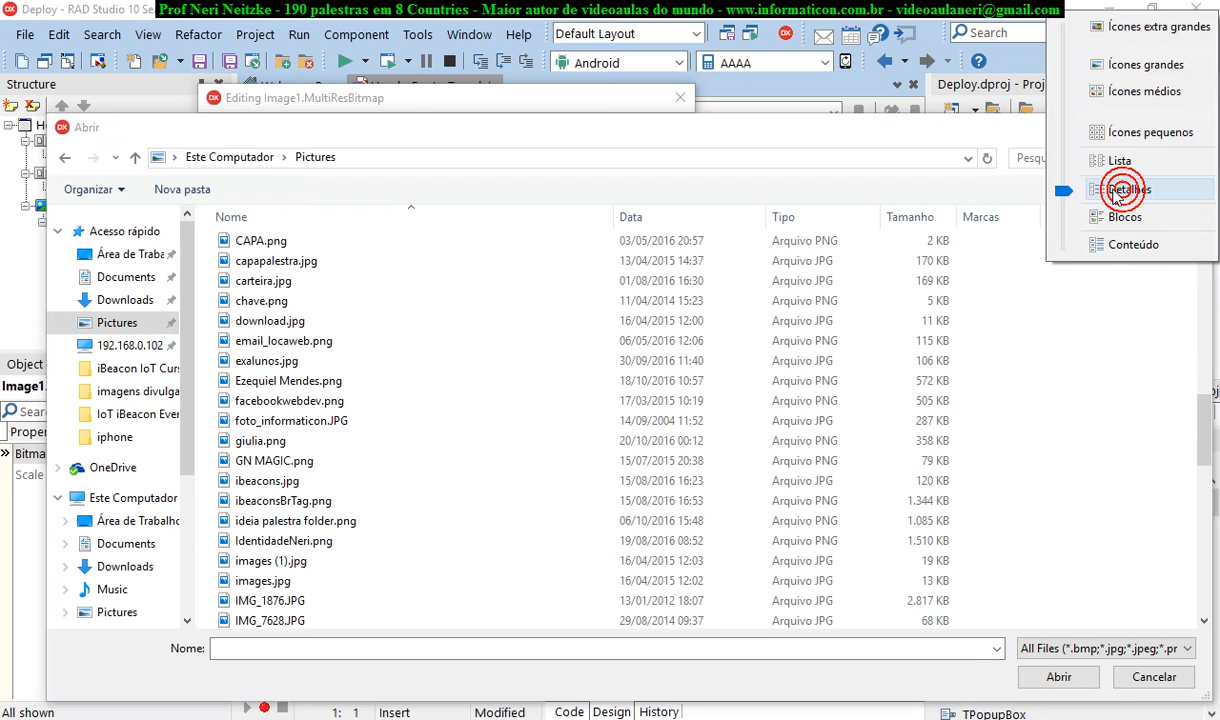 Deploy - RAD Studio 10 Se
Prof Neri Neitzke - 190 palestras em 8 Countries - Maior autor de videoaulas do mundo - www.informaticon.com.br - videoaulaneri@gmail.com
File Edit Search View Refactor Project Run Component Tools Window Help
Default Layout
Search
Android
AAAA
Structure
Deploy.dproj - Proj
Editing Image1.MultiResBitmap
Abrir
Este Computador > Pictures
Pesqu
Organizar
Nova pasta
Ícones extra grandes
Ícones grandes
Ícones médios
Ícones pequenos
Lista
Detalhes
Blocos
Conteúdo
Nome Data Tipo Tamanho Marcas
CAPA.png 03/05/2016 20:57 Arquivo PNG 2 KB
capapalestra.jpg 13/04/2015 14:37 Arquivo JPG 170 KB
carteira.jpg 01/08/2016 16:30 Arquivo JPG 169 KB
chave.png 11/04/2014 15:23 Arquivo PNG 5 KB
download.jpg 16/04/2015 12:00 Arquivo JPG 11 KB
email_locaweb.png 06/05/2016 12:06 Arquivo PNG 115 KB
exalunos.jpg 30/09/2016 11:40 Arquivo JPG 106 KB
Ezequiel Mendes.png 18/10/2016 10:57 Arquivo PNG 572 KB
facebookwebdev.png 17/03/2015 10:19 Arquivo PNG 505 KB
foto_informaticon.JPG 14/09/2004 11:52 Arquivo JPG 287 KB
giulia.png 20/10/2016 00:12 Arquivo PNG 358 KB
GN MAGIC.png 15/07/2015 20:38 Arquivo PNG 79 KB
ibeacons.jpg 15/08/2016 16:23 Arquivo JPG 120 KB
ibeaconsBrTag.png 15/08/2016 16:53 Arquivo PNG 1.344 KB
ideia palestra folder.png 06/10/2016 15:48 Arquivo PNG 1.085 KB
IdentidadeNeri.png 19/08/2016 08:52 Arquivo PNG 1.510 KB
images (1).jpg 16/04/2015 12:03 Arquivo JPG 19 KB
images.jpg 16/04/2015 12:02 Arquivo JPG 13 KB
IMG_1876.JPG 13/01/2012 18:07 Arquivo JPG 2.817 KB
IMG_7628.JPG 29/08/2014 09:37 Arquivo JPG 68 KB
Acesso rápido
Área de Traba
Documents
Downloads
Pictures
192.168.0.102
iBeacon IoT Curs
imagens divulga
IoT iBeacon Even
iphone
OneDrive
Este Computador
Área de Trabalho
Documents
Downloads
Music
Pictures
Object
Image1.
Sear
Proper
Bitma
Scale
Nome:
All Files (*.bmp;*.jpg;*.jpeg;*.pr
Abrir
Cancelar
All shown
1: 1 Insert Modified Code Design History
TPopupBox